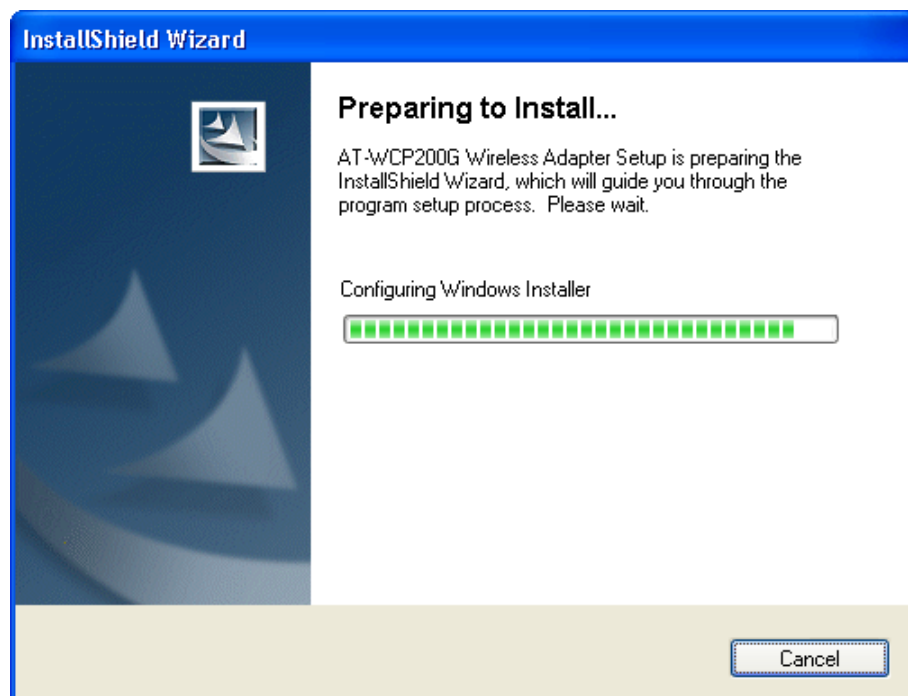 InstallShield Wizard
Preparing to Install...
AT-WCP200G Wireless Adapter Setup is preparing the
InstallShield Wizard, which will guide you through the
program setup process.  Please wait.
Configuring Windows Installer
Cancel